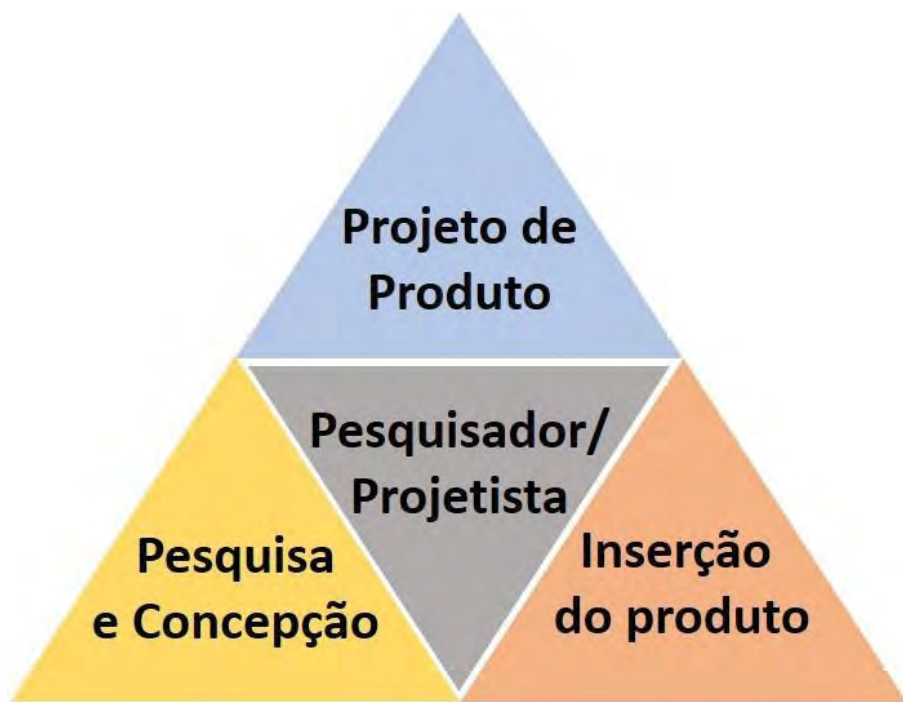 Projeto de
Produto
Pesquisador/
Projetista
Pesquisa
e Concepção
Inserção
do produto